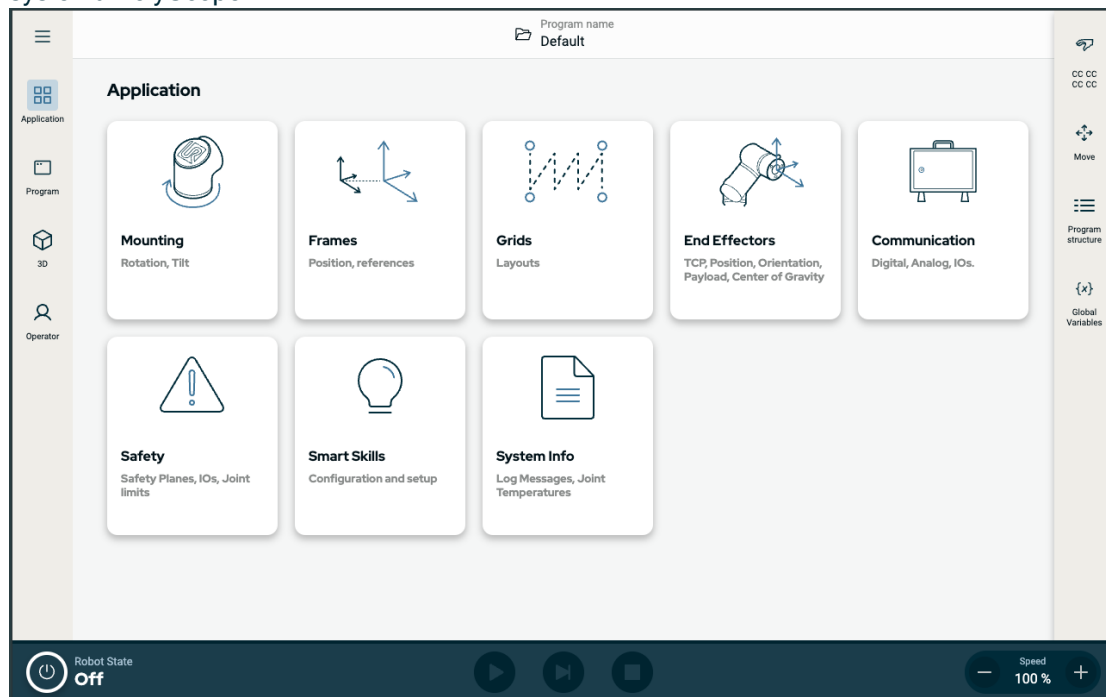 Program name
Default
Application
Program
3D
Operator
Application
Mounting
Rotation, Tilt
Frames
Position, references
Grids
Layouts
End Effectors
TCP, Position, Orientation,
Payload, Center of Gravity
Communication
Digital, Analog, IOs.
Safety
Safety Planes, IOs, Joint
limits
Smart Skills
Configuration and setup
System Info
Log Messages, Joint
Temperatures
CC CC
CC CC
Move
Program
structure
{x}
Global
Variables
Robot State
Off
Speed
100 %